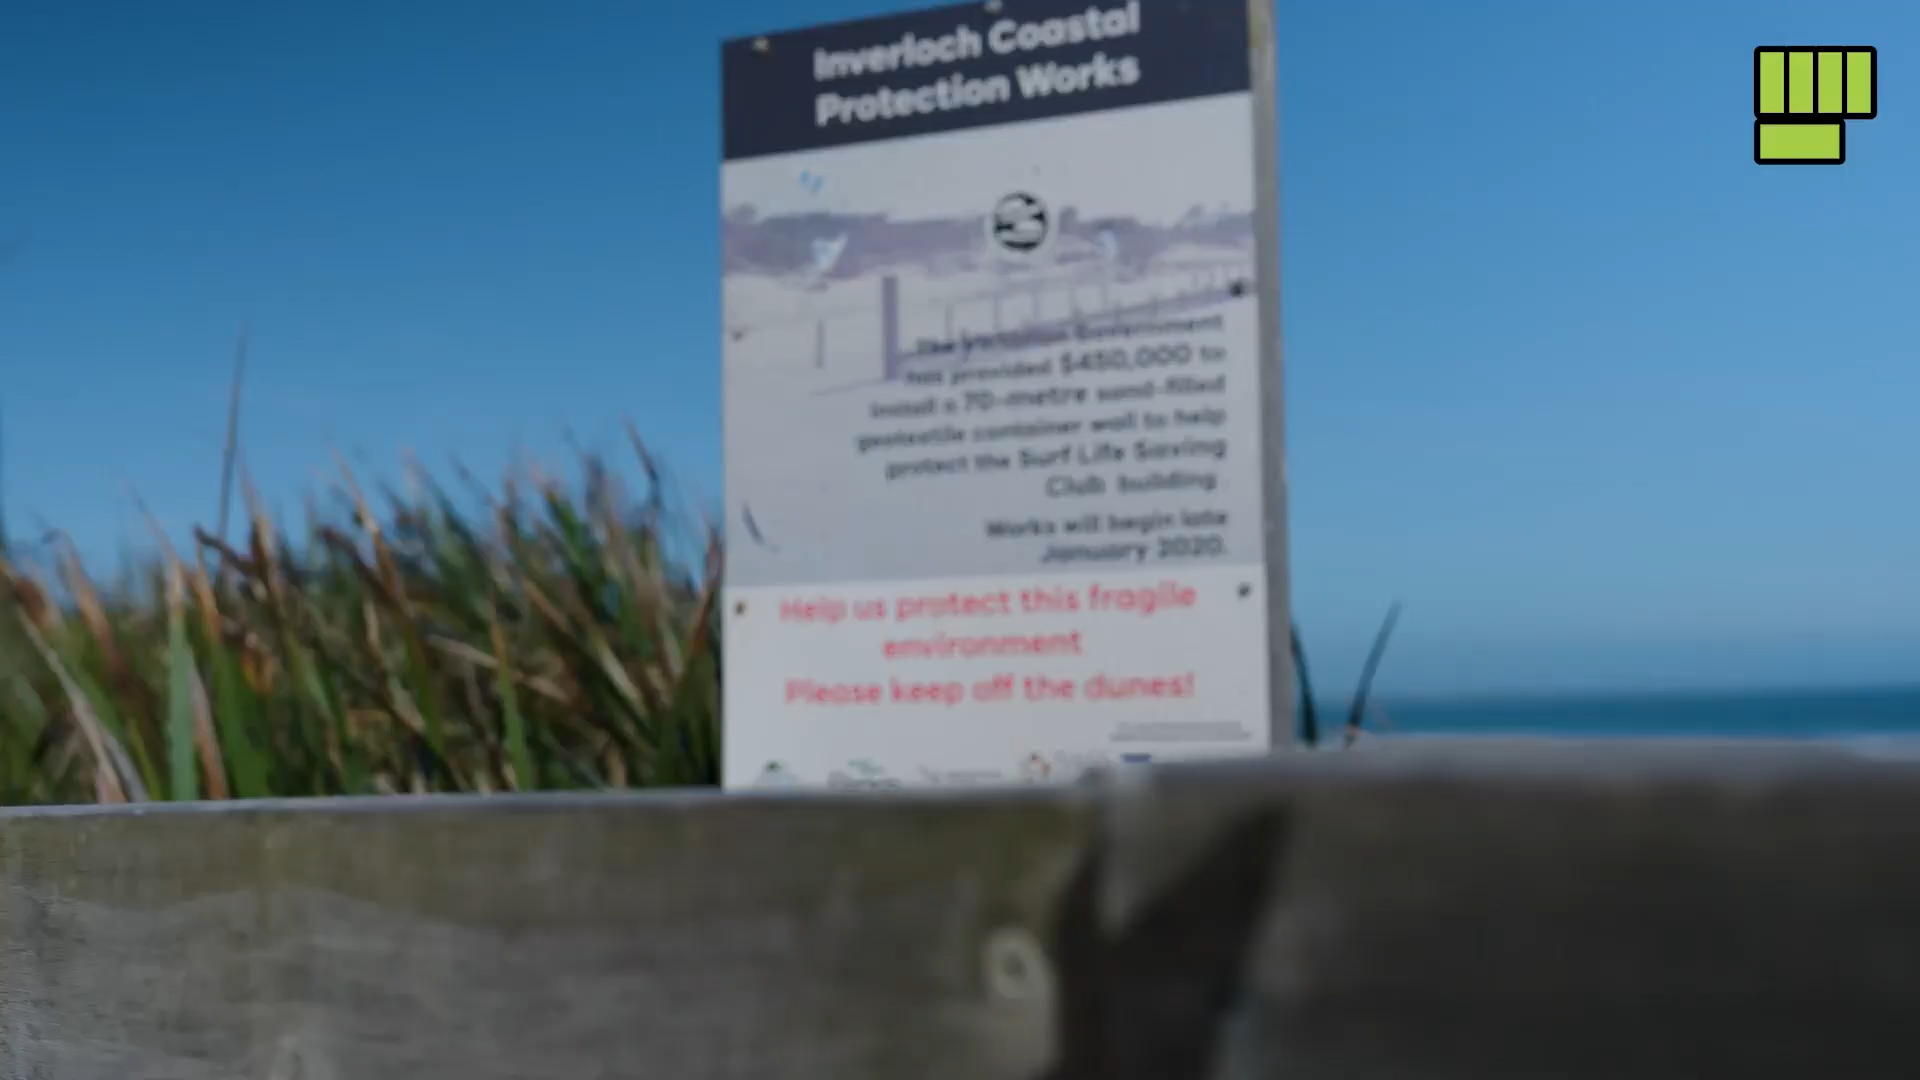 Inverloch Coastal
Protection Works
The Victorian Government
has provided $450,000 to
install a 70-metre sand-filled
geotextile container wall to help
protect the Surf Life Saving
Club building.
Works will begin late
January 2020.
Help us protect this fragile
environment
Please keep off the dunes!